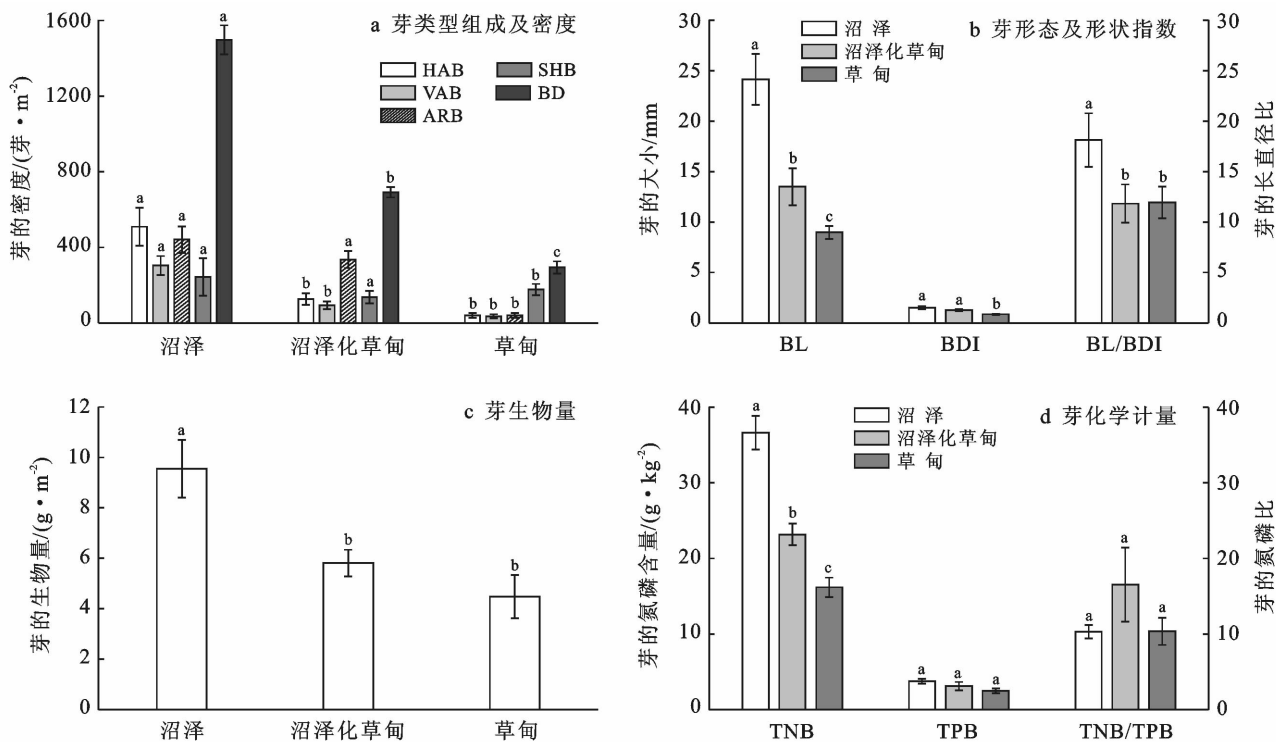 a 芽类型组成及密度
HAB
VAB
ARB
SHB
BD
芽的密度/(芽·m-2)
1600
1200
800
400
0
a
a
a
a
a
b
b
a
a
b
b
b
b
b
c
沼泽
沼泽化草甸
草甸
b 芽形态及形状指数
沼 泽
沼泽化草甸
草 甸
芽的大小/mm
30
25
20
15
10
5
0
a
b
c
a
a
b
a
b
b
30
25
20
15
10
5
0
芽的长直径比
BL
BDI
BL/BDI
c 芽生物量
芽的生物量/(g·m-2)
12
10
8
6
4
2
0
a
b
b
沼泽
沼泽化草甸
草甸
d 芽化学计量
沼 泽
沼泽化草甸
草 甸
芽的氮磷含量/(g·kg-2)
40
30
20
10
0
a
b
c
a
a
a
a
a
a
40
30
20
10
0
芽的氮磷比
TNB
TPB
TNB/TPB